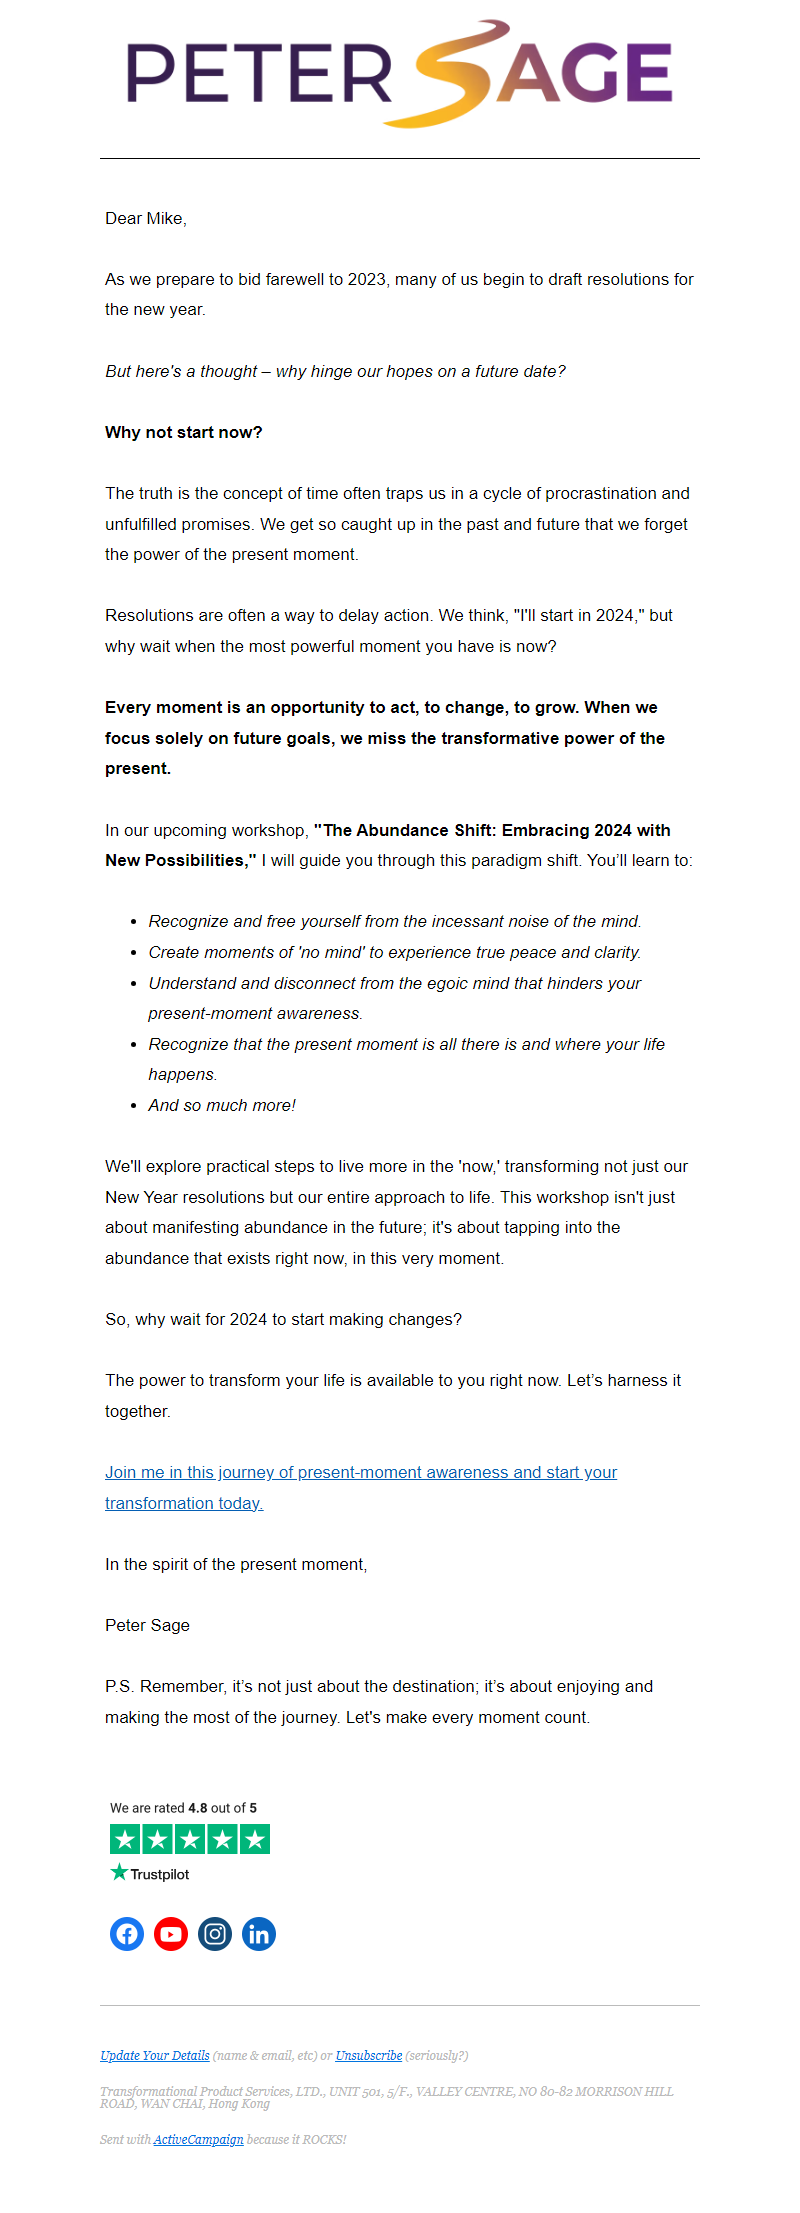 PETER SAGE
Dear Mike,
As we prepare to bid farewell to 2023, many of us begin to draft resolutions for
the new year.
But here's a thought – why hinge our hopes on a future date?
Why not start now?
The truth is the concept of time often traps us in a cycle of procrastination and
unfulfilled promises. We get so caught up in the past and future that we forget
the power of the present moment.
Resolutions are often a way to delay action. We think, "I'll start in 2024," but
why wait when the most powerful moment you have is now?
Every moment is an opportunity to act, to change, to grow. When we
focus solely on future goals, we miss the transformative power of the
present.
In our upcoming workshop, "The Abundance Shift: Embracing 2024 with
New Possibilities," I will guide you through this paradigm shift. You’ll learn to:
• Recognize and free yourself from the incessant noise of the mind.
• Create moments of 'no mind' to experience true peace and clarity.
• Understand and disconnect from the egoic mind that hinders your
present-moment awareness.
• Recognize that the present moment is all there is and where your life
happens.
• And so much more!
We'll explore practical steps to live more in the 'now,' transforming not just our
New Year resolutions but our entire approach to life. This workshop isn't just
about manifesting abundance in the future; it's about tapping into the
abundance that exists right now, in this very moment.
So, why wait for 2024 to start making changes?
The power to transform your life is available to you right now. Let’s harness it
together.
Join me in this journey of present-moment awareness and start your
transformation today.
In the spirit of the present moment,
Peter Sage
P.S. Remember, it’s not just about the destination; it’s about enjoying and
making the most of the journey. Let's make every moment count.
We are rated 4.8 out of 5
Trustpilot
Update Your Details (name & email, etc) or Unsubscribe (seriously?)
Transformational Product Services, LTD., UNIT 501, 5/F., VALLEY CENTRE, NO 80-82 MORRISON HILL
ROAD, WAN CHAI, Hong Kong
Sent with ActiveCampaign because it ROCKS!